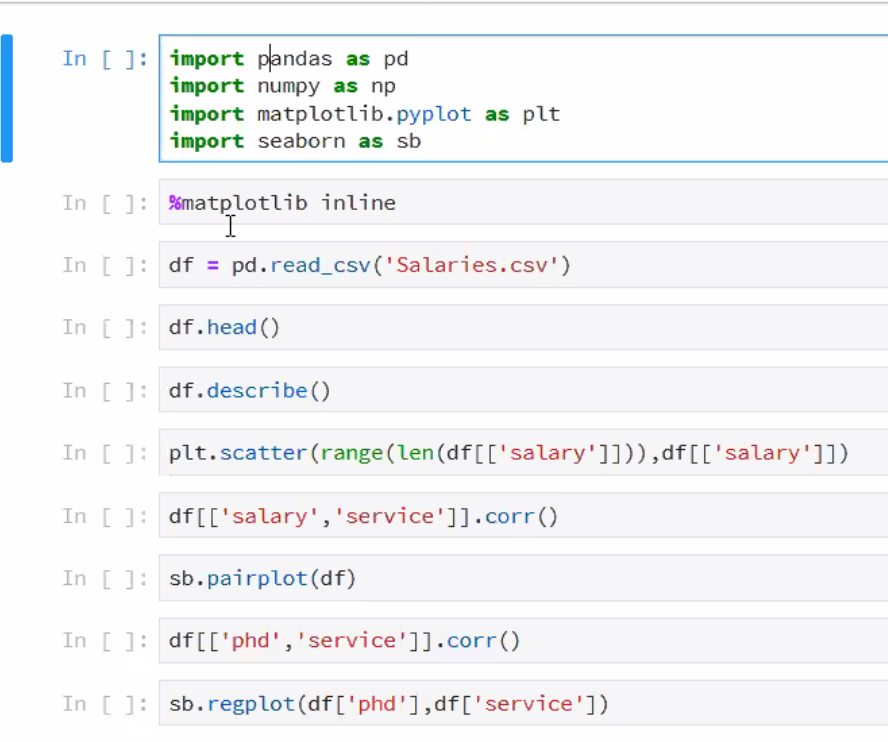 In [ ]: import pandas as pd
import numpy as np
import matplotlib.pyplot as plt
import seaborn as sb
In [ ]: %matplotlib inline
In [ ]: df = pd.read_csv('Salaries.csv')
In [ ]: df.head()
In [ ]: df.describe()
In [ ]: plt.scatter(range(len(df[['salary']])),df[['salary']])
In [ ]: df[['salary','service']].corr()
In [ ]: sb.pairplot(df)
In [ ]: df[['phd','service']].corr()
In [ ]: sb.regplot(df['phd'],df['service'])